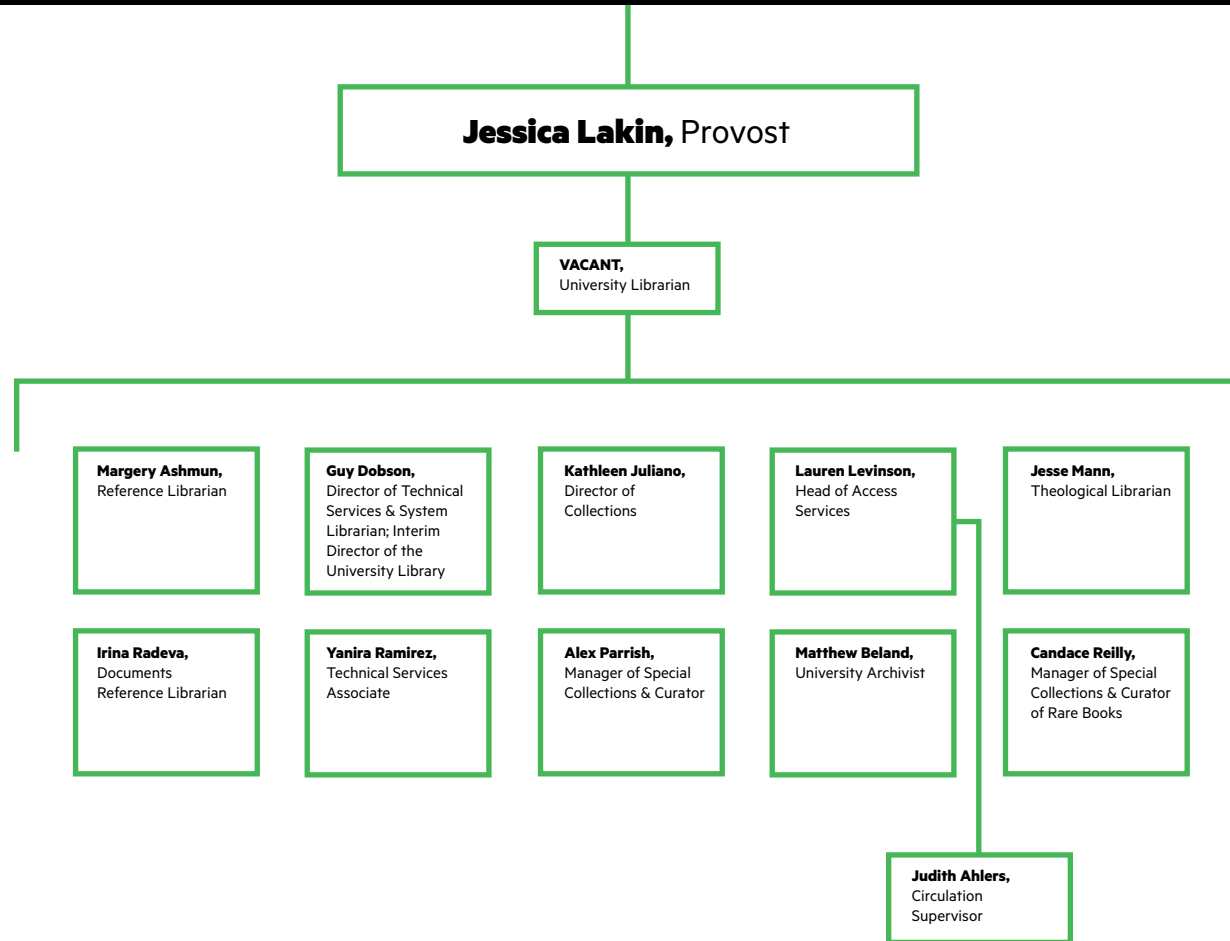 Jessica Lakin, Provost
VACANT,
University Librarian
Margery Ashmun,
Reference Librarian
Guy Dobson,
Director of Technical
Services & System
Librarian; Interim
Director of the
University Library
Kathleen Juliano,
Director of
Collections
Lauren Levinson,
Head of Access
Services
Jesse Mann,
Theological Librarian
Irina Radeva,
Documents
Reference Librarian
Yanira Ramirez,
Technical Services
Associate
Alex Parrish,
Manager of Special
Collections & Curator
Matthew Beland,
University Archivist
Candace Reilly,
Manager of Special
Collections & Curator
of Rare Books
Judith Ahlers,
Circulation
Supervisor